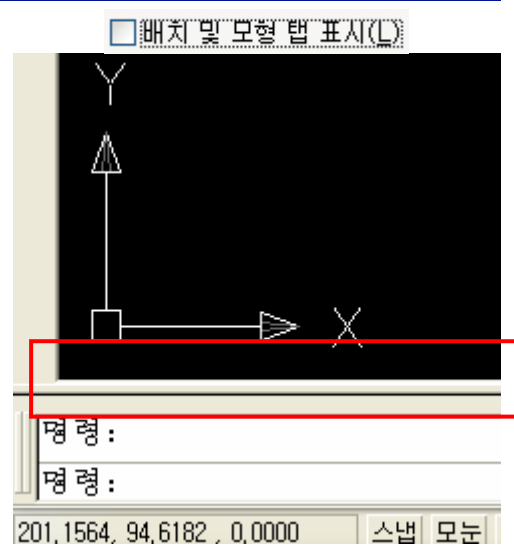 배치 및 모형 탭 표시(L)
Y
X
명령:
명령:
201,1564, 94,6182 , 0,0000 스냅 모눈